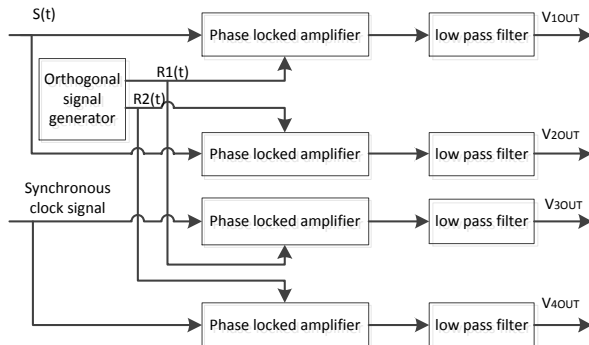 S(t)
Phase locked amplifier
low pass filter
V1OUT
Orthogonal
signal
generator
R1(t)
R2(t)
Phase locked amplifier
low pass filter
V2OUT
Synchronous
clock signal
Phase locked amplifier
low pass filter
V3OUT
Phase locked amplifier
low pass filter
V4OUT